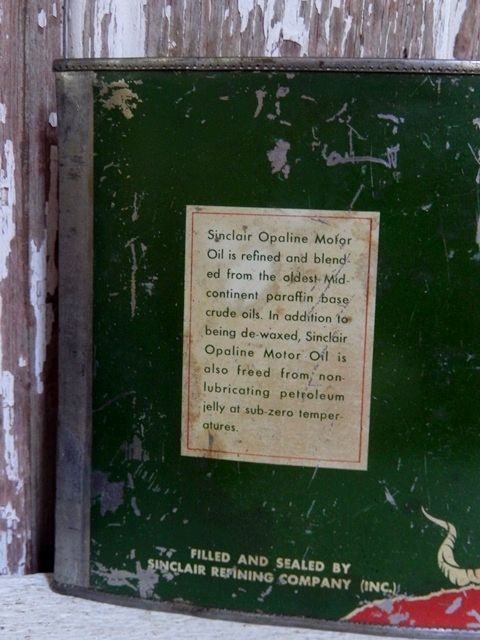 Sinclair Opaline Motor
Oil is refined and blend-
ed from the oldest Mid-
continent paraffin base
crude oils. In addition to
being de-waxed, Sinclair
Opaline Motor Oil is
also freed from non-
lubricating petroleum
jelly at sub-zero temper-
atures.
FILLED AND SEALED BY
SINCLAIR REFINING COMPANY (INC.)